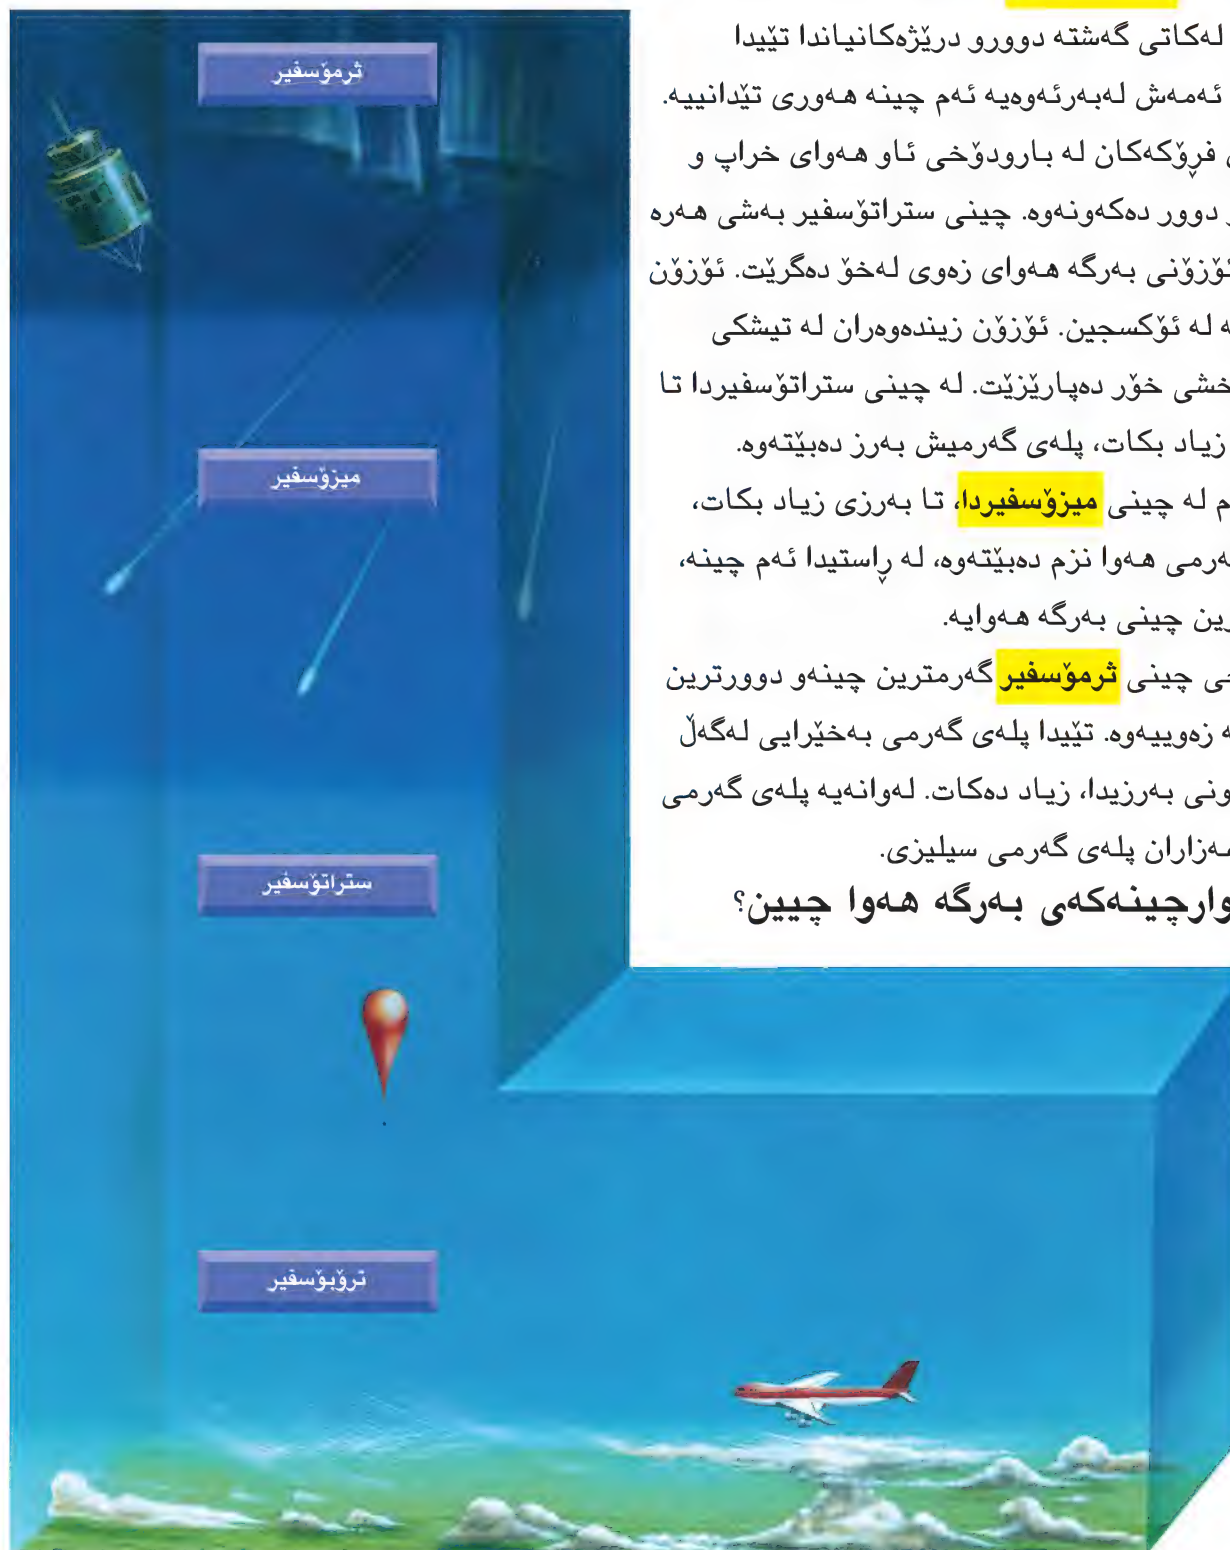 لەکاتی گەشتە دوورو درێژەکانیاندا تێیدا
ئەمەش لەبەرئەوەیە ئەم چینە هەوری تێدانییە.
فڕۆکەکان لە بارودۆخی ئاو هەوای خراپ و
دوور دەکەونەوە. چینی ستراتۆسفیر بەشی هەرە
ئۆزۆنی بەرگە هەوای زەوی لەخۆ دەگرێت. ئۆزۆن
لە ئۆکسجین. ئۆزۆن زیندەوەران لە تیشکی
خۆر دەپارێزێت. لە چینی ستراتۆسفیردا تا
زیاد بکات، پلەی گەرمیش بەرز دەبێتەوە.
لە چینی میزۆسفیردا، تا بەرزی زیاد بکات،
هەوا نزم دەبێتەوە، لە ڕاستیدا ئەم چینە،
چینی بەرگە هەوایە.
چینی ثرمۆسفیر گەرمترین چینەو دوورترین
زەوییەوە. تێیدا پلەی گەرمی بەخێرایی لەگەڵ
بەرزیدا، زیاد دەکات. لەوانەیە پلەی گەرمی
هەزاران پلەی گەرمی سیلیزی.
بەرگە هەوا چیین؟
ثرمۆسفیر
میزۆسفیر
ستراتۆسفیر
ترۆبۆسفیر